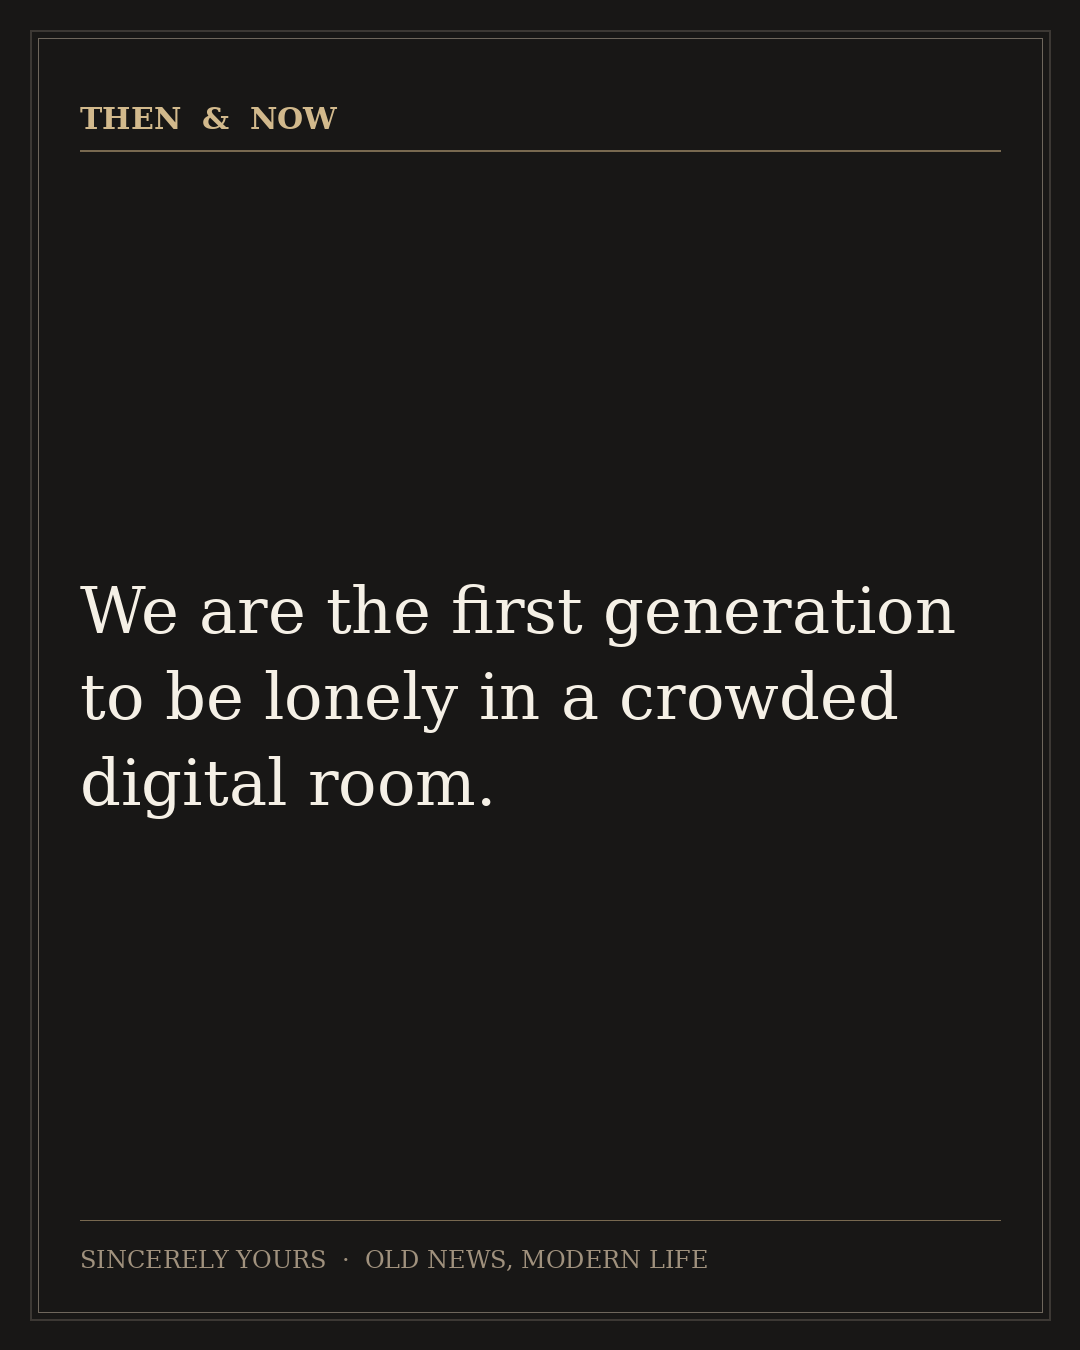 THEN & NOW
We are the first generation
to be lonely in a crowded
digital room.
SINCERELY YOURS · OLD NEWS, MODERN LIFE